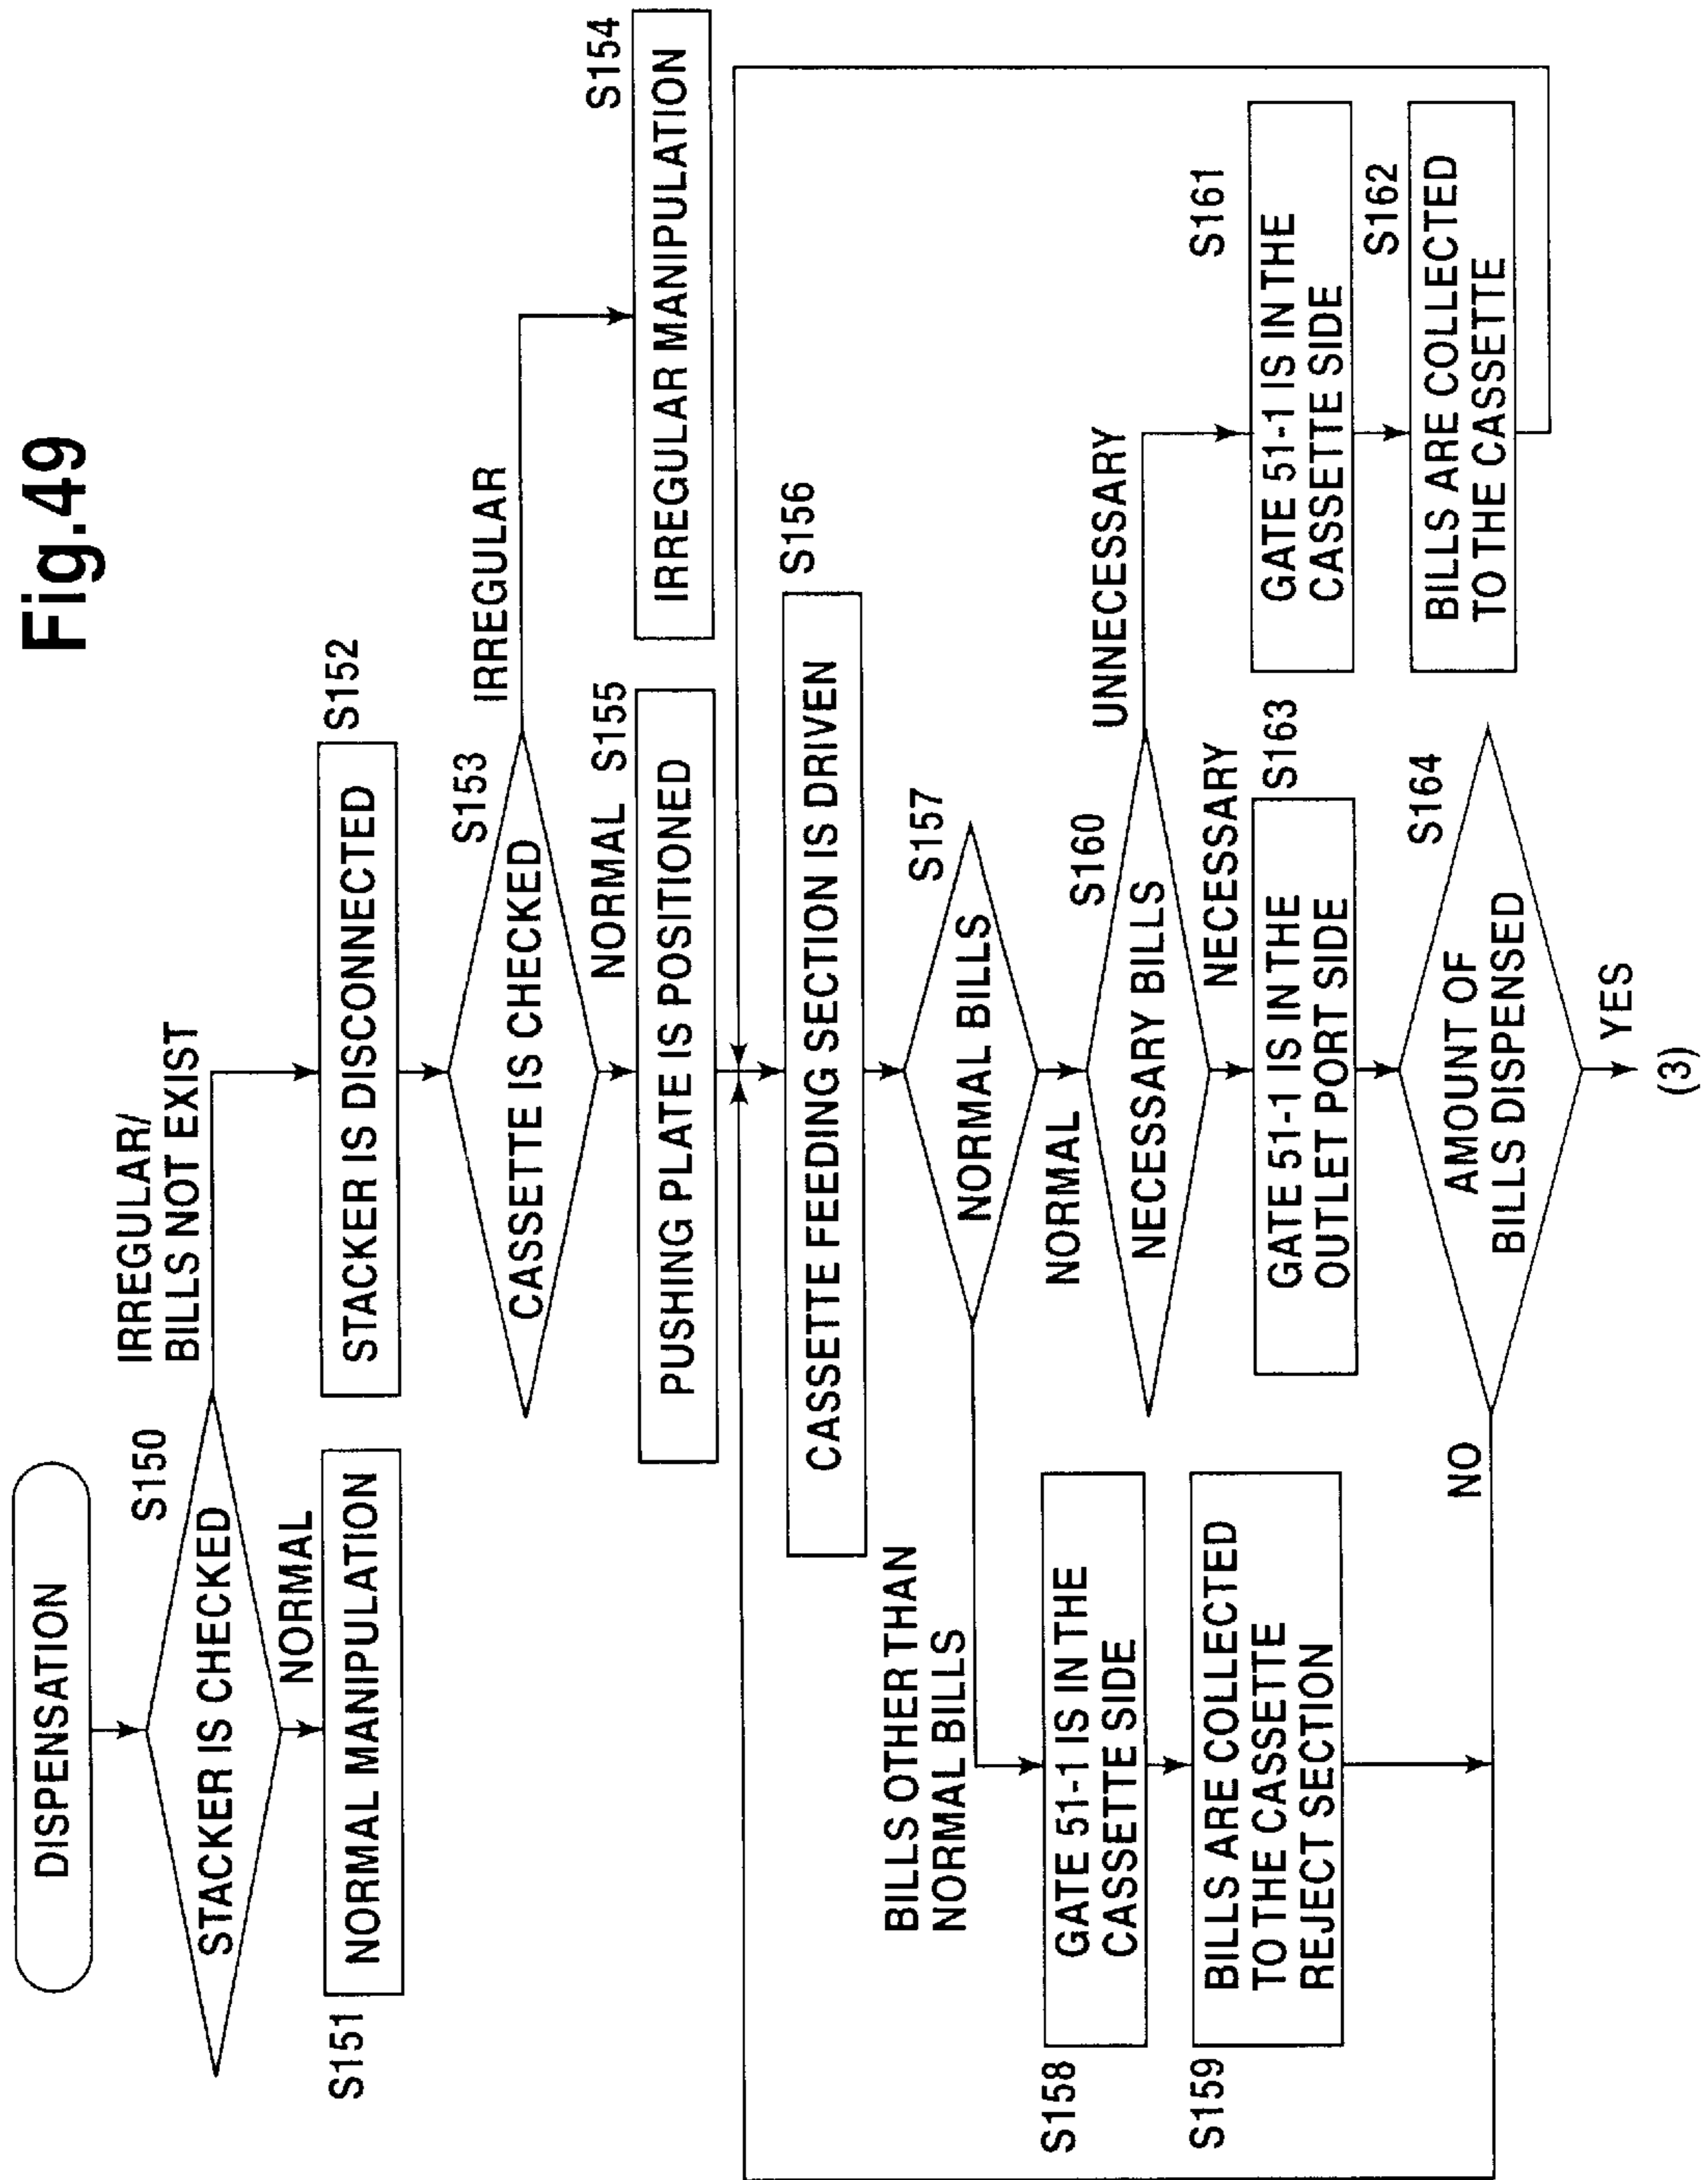 Fig.49
DISPENSATION
S150
STACKER IS CHECKED
IRREGULAR/
BILLS NOT EXIST
NORMAL
S151
NORMAL MANIPULATION
S152
STACKER IS DISCONNECTED
S153
CASSETTE IS CHECKED
IRREGULAR
S154
IRREGULAR MANIPULATION
NORMAL
S155
PUSHING PLATE IS POSITIONED
S156
CASSETTE FEEDING SECTION IS DRIVEN
S157
NORMAL BILLS
BILLS OTHER THAN
NORMAL BILLS
NORMAL
S158
GATE 51-1 IS IN THE
CASSETTE SIDE
S159
BILLS ARE COLLECTED
TO THE CASSETTE
REJECT SECTION
S160
NECESSARY BILLS
UNNECESSARY
S161
GATE 51-1 IS IN THE
CASSETTE SIDE
S162
BILLS ARE COLLECTED
TO THE CASSETTE
NECESSARY
S163
GATE 51-1 IS IN THE
OUTLET PORT SIDE
S164
AMOUNT OF
BILLS DISPENSED
NO
YES
(3)